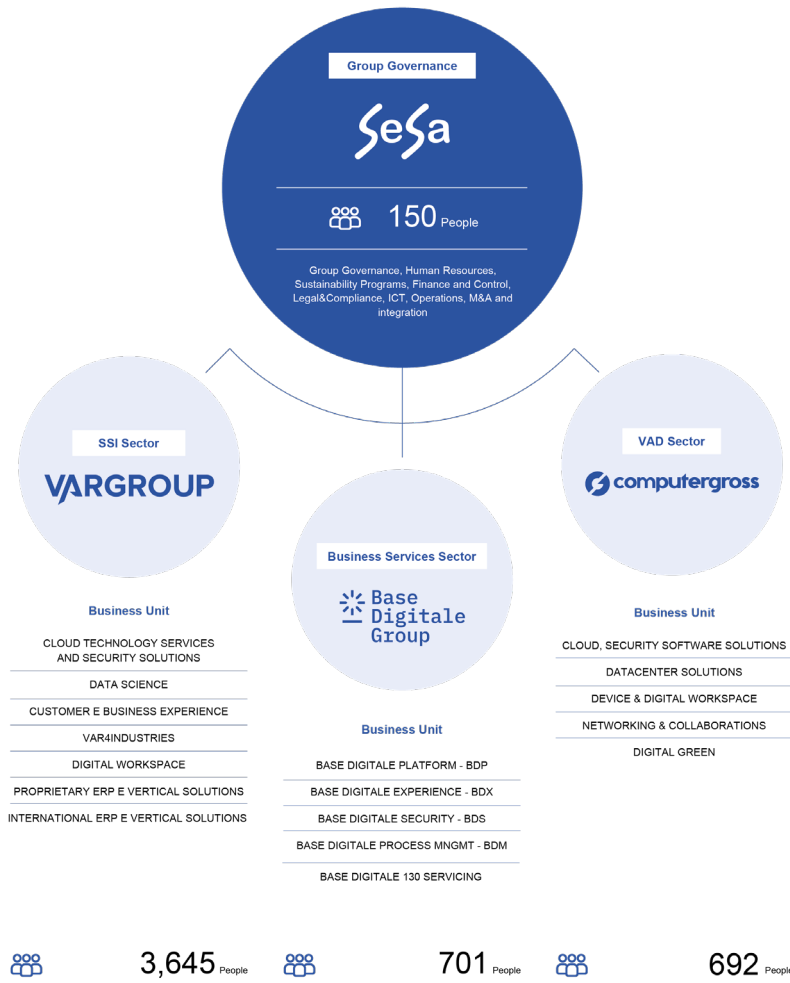 Group Governance
SeSa
150 People
Group Governance, Human Resources,
Sustainability Programs, Finance and Control,
Legal&Compliance, ICT, Operations, M&A and
integration
SSI Sector
VARGROUP
Business Unit
CLOUD TECHNOLOGY SERVICES
AND SECURITY SOLUTIONS
DATA SCIENCE
CUSTOMER E BUSINESS EXPERIENCE
VAR4INDUSTRIES
DIGITAL WORKSPACE
PROPRIETARY ERP E VERTICAL SOLUTIONS
INTERNATIONAL ERP E VERTICAL SOLUTIONS
3,645 People
Business Services Sector
Base
Digitale
Group
Business Unit
BASE DIGITALE PLATFORM - BDP
BASE DIGITALE EXPERIENCE - BDX
BASE DIGITALE SECURITY - BDS
BASE DIGITALE PROCESS MNGMT - BDM
BASE DIGITALE 130 SERVICING
701 People
VAD Sector
computergross
Business Unit
CLOUD, SECURITY SOFTWARE SOLUTIONS
DATACENTER SOLUTIONS
DEVICE & DIGITAL WORKSPACE
NETWORKING & COLLABORATIONS
DIGITAL GREEN
692 People